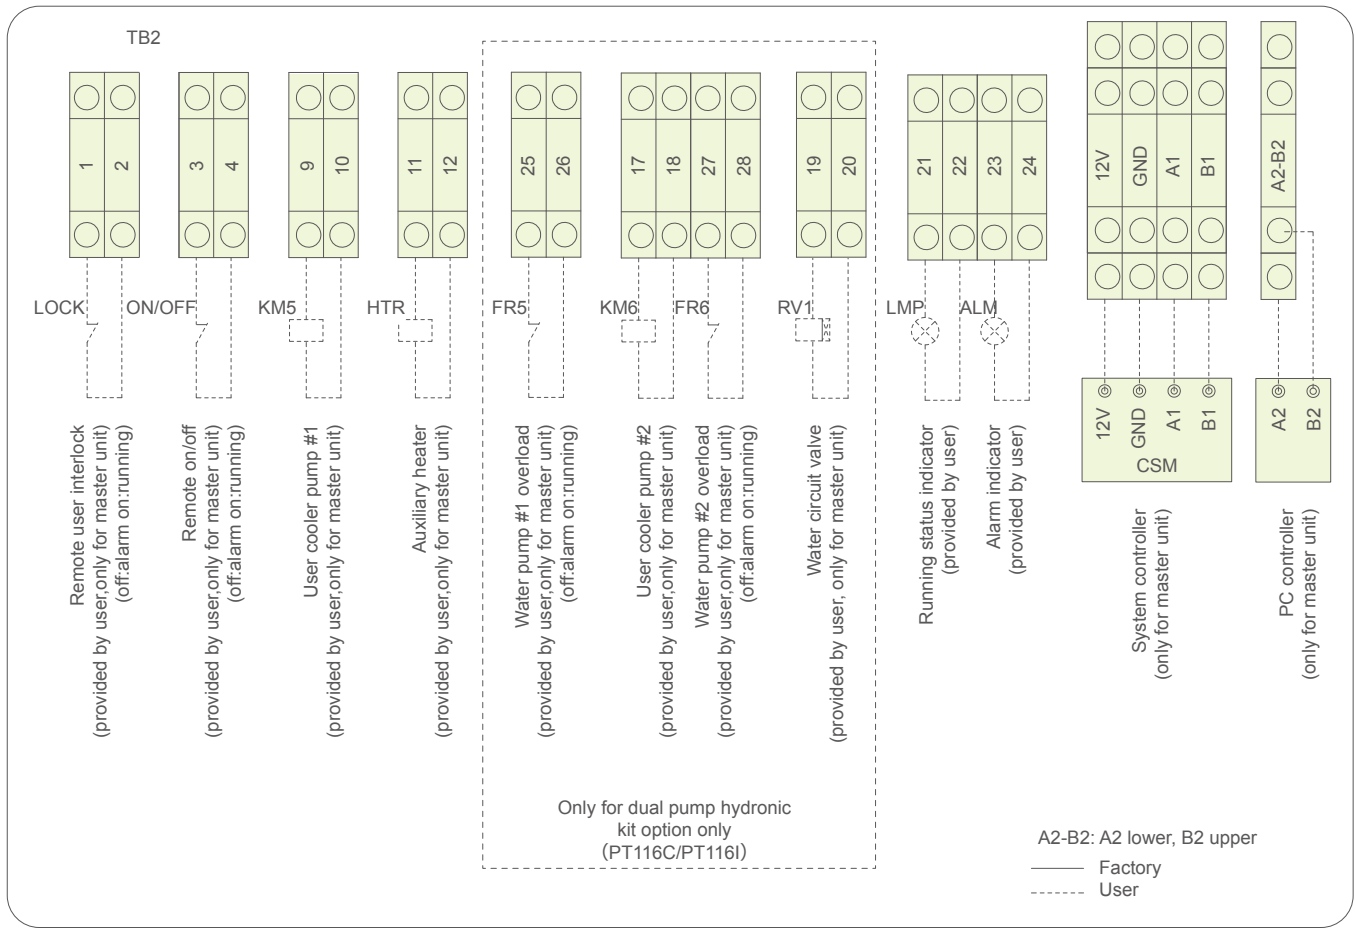 TB2
1
2
3
4
9
10
11
12
25
26
17
18
27
28
19
20
21
22
23
24
12V
GND
A1
B1
A2-B2
LOCK
ON/OFF
KM5
HTR
FR5
KM6
FR6
RV1
LMP
ALM
12V
GND
A1
B1
CSM
A2
B2
Remote user interlock
(provided by user,only for master unit)
(off:alarm on:running)
Remote on/off
(provided by user,only for master unit)
(off:alarm on:running)
User cooler pump #1
(provided by user,only for master unit)
Auxiliary heater
(provided by user,only for master unit)
Water pump #1 overload
(provided by user,only for master unit)
(off:alarm on:running)
User cooler pump #2
(provided by user,only for master unit)
Water pump #2 overload
(provided by user,only for master unit)
(off:alarm on:running)
Water circuit valve
(provided by user, only for master unit)
Running status indicator
(provided by user)
Alarm indicator
(provided by user)
System controller
(only for master unit)
PC controller
(only for master unit)
Only for dual pump hydronic
kit option only
(PT116C/PT116I)
A2-B2: A2 lower, B2 upper
Factory
User